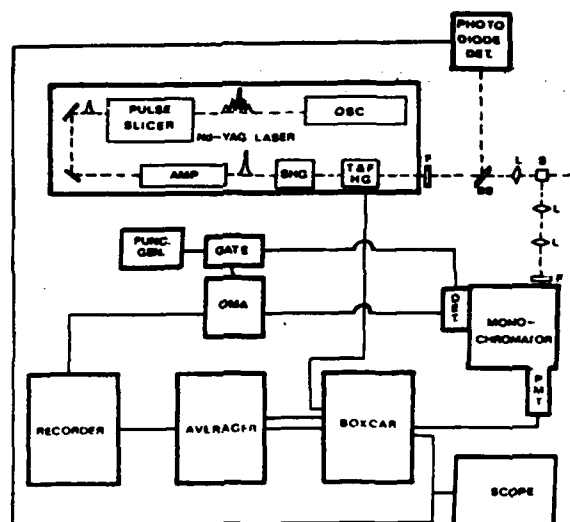 PHOTO
DIODE
DET.
PULSE
SLICER
OSC
Nd-YAG LASER
AMP
SHG
T&F
HG
F
BS
L
S
L
L
F
FUNC.
GEN.
GATE
OMA
DET.
MONO-
CHROMATOR
PMT
RECORDER
AVERAGER
BOXCAR
SCOPE